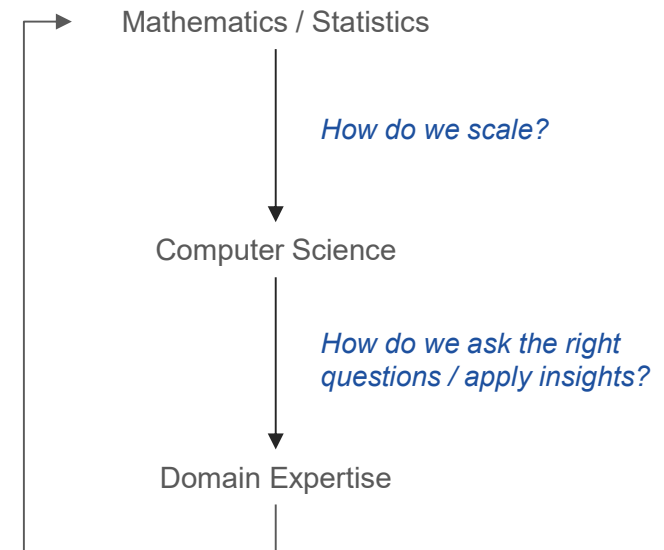 Mathematics / Statistics
How do we scale?
Computer Science
How do we ask the right
questions / apply insights?
Domain Expertise